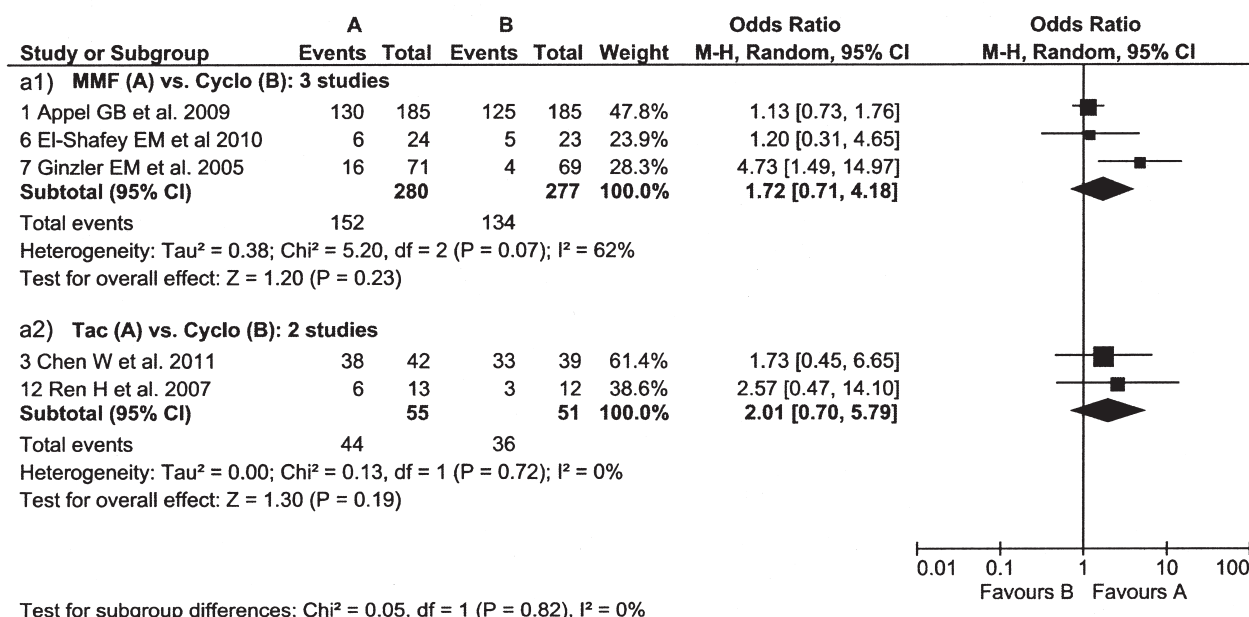 A B Odds Ratio Odds Ratio
Study or Subgroup Events Total Events Total Weight M-H, Random, 95% CI M-H, Random, 95% CI
a1) MMF (A) vs. Cyclo (B): 3 studies
1 Appel GB et al. 2009 130 185 125 185 47.8% 1.13 [0.73, 1.76]
6 El-Shafey EM et al 2010 6 24 5 23 23.9% 1.20 [0.31, 4.65]
7 Ginzler EM et al. 2005 16 71 4 69 28.3% 4.73 [1.49, 14.97]
Subtotal (95% CI) 280 277 100.0% 1.72 [0.71, 4.18]
Total events 152 134
Heterogeneity: Tau² = 0.38; Chi² = 5.20, df = 2 (P = 0.07); I² = 62%
Test for overall effect: Z = 1.20 (P = 0.23)
a2) Tac (A) vs. Cyclo (B): 2 studies
3 Chen W et al. 2011 38 42 33 39 61.4% 1.73 [0.45, 6.65]
12 Ren H et al. 2007 6 13 3 12 38.6% 2.57 [0.47, 14.10]
Subtotal (95% CI) 55 51 100.0% 2.01 [0.70, 5.79]
Total events 44 36
Heterogeneity: Tau² = 0.00; Chi² = 0.13, df = 1 (P = 0.72); I² = 0%
Test for overall effect: Z = 1.30 (P = 0.19)
0.01 0.1 1 10 100
Favours B Favours A
Test for subgroup differences: Chi² = 0.05, df = 1 (P = 0.82), I² = 0%